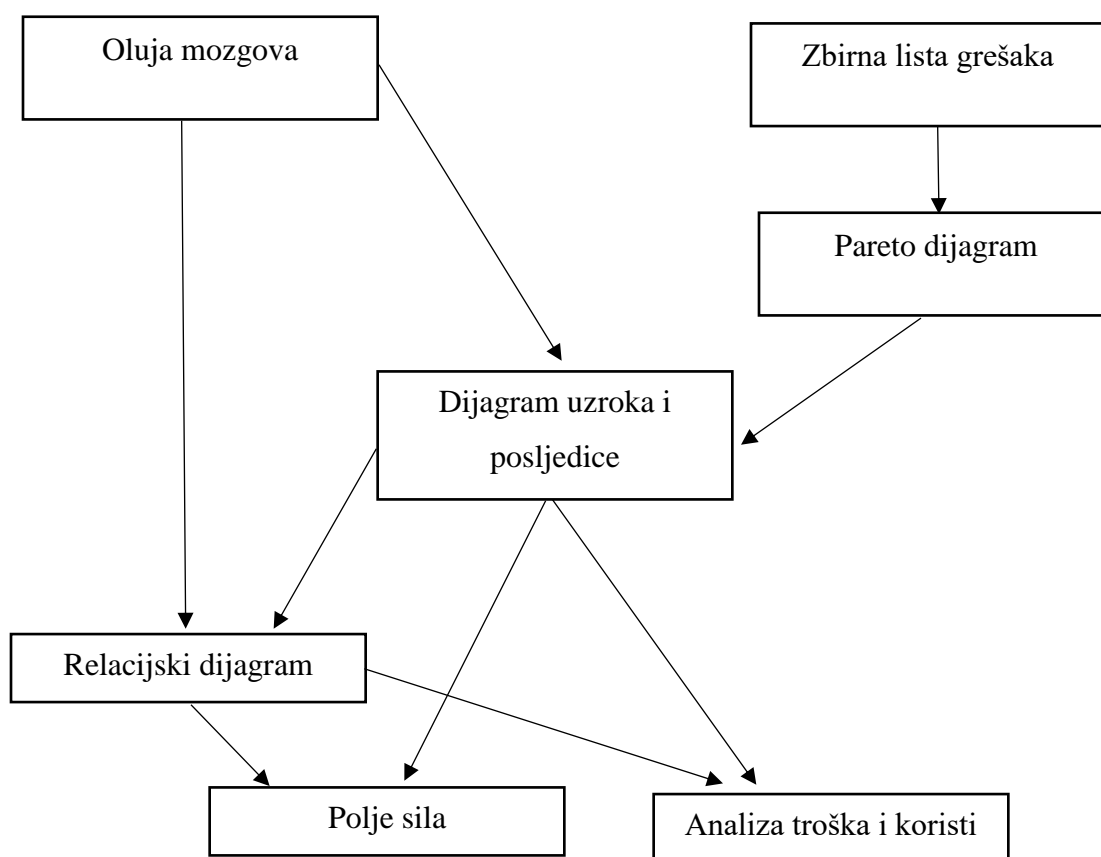 Oluja mozgova
Zbirna lista grešaka
Pareto dijagram
Dijagram uzroka i
posljedice
Relacijski dijagram
Polje sila
Analiza troška i koristi